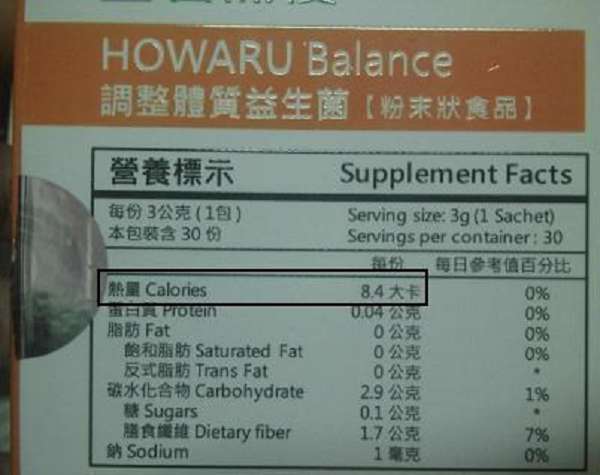 HOWARU Balance
調整體質益生菌【粉末狀食品】
營養標示 Supplement Facts
每份 3公克 (1包) Serving size: 3g (1 Sachet)
本包裝含 30 份 Servings per container: 30
每份 每日參考值百分比
熱量 Calories 8.4 大卡 0%
蛋白質 Protein 0.04 公克 0%
脂肪 Fat 0 公克 0%
飽和脂肪 Saturated Fat 0 公克 0%
反式脂肪 Trans Fat 0 公克 *
碳水化合物 Carbohydrate 2.9 公克 1%
糖 Sugars 0.1 公克 *
膳食纖維 Dietary fiber 1.7 公克 7%
鈉 Sodium 1 毫克 0%